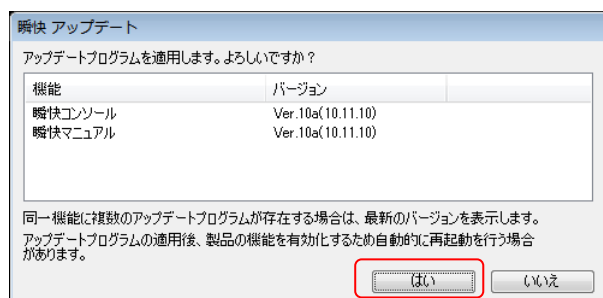 瞬快 アップデート
アップデートプログラムを適用します。よろしいですか？
機能 バージョン
瞬快コンソール Ver.10a(10.11.10)
瞬快マニュアル Ver.10a(10.11.10)
同一機能に複数のアップデートプログラムが存在する場合は、最新のバージョンを表示します。
アップデートプログラムの適用後、製品の機能を有効化するため自動的に再起動を行う場合
があります。
はい いいえ